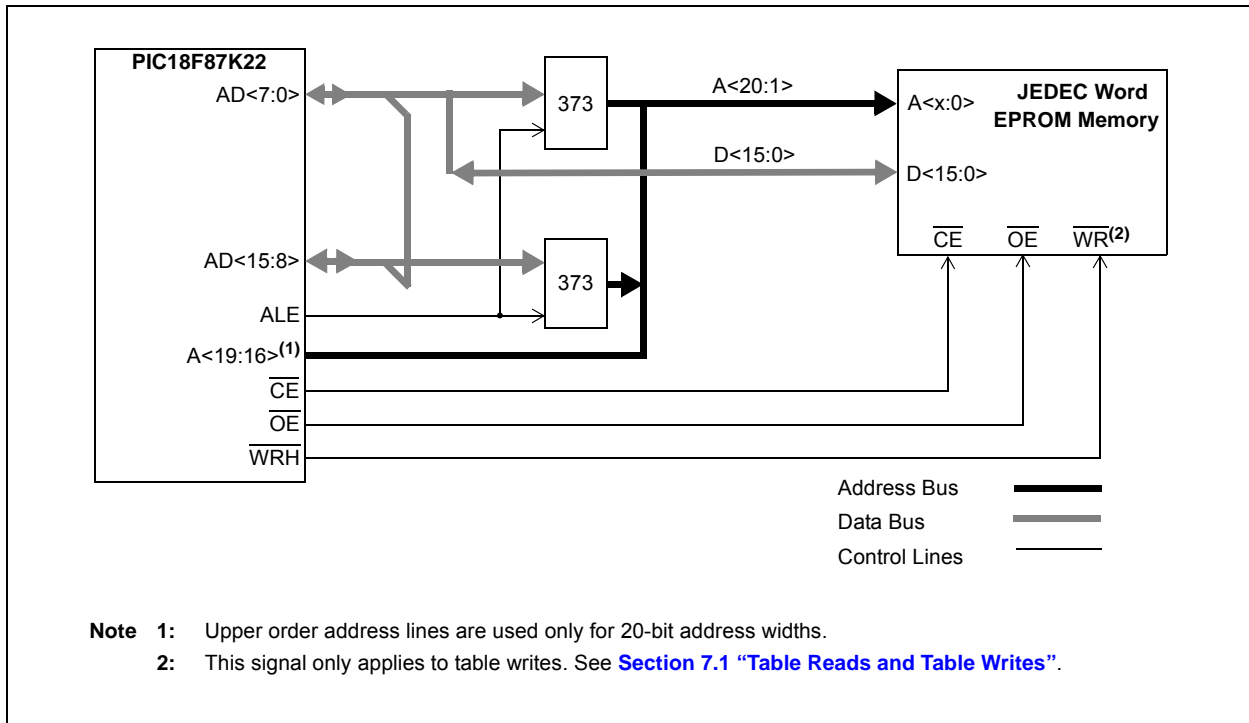 PIC18F87K22
AD<7:0>
373
A<20:1>
A<x:0>
JEDEC Word
EPROM Memory
D<15:0>
D<15:0>
AD<15:8>
373
CE
OE
WR(2)
ALE
A<19:16>(1)
CE
OE
WRH
Address Bus
Data Bus
Control Lines
Note 1: Upper order address lines are used only for 20-bit address widths.
2: This signal only applies to table writes. See Section 7.1 “Table Reads and Table Writes”.